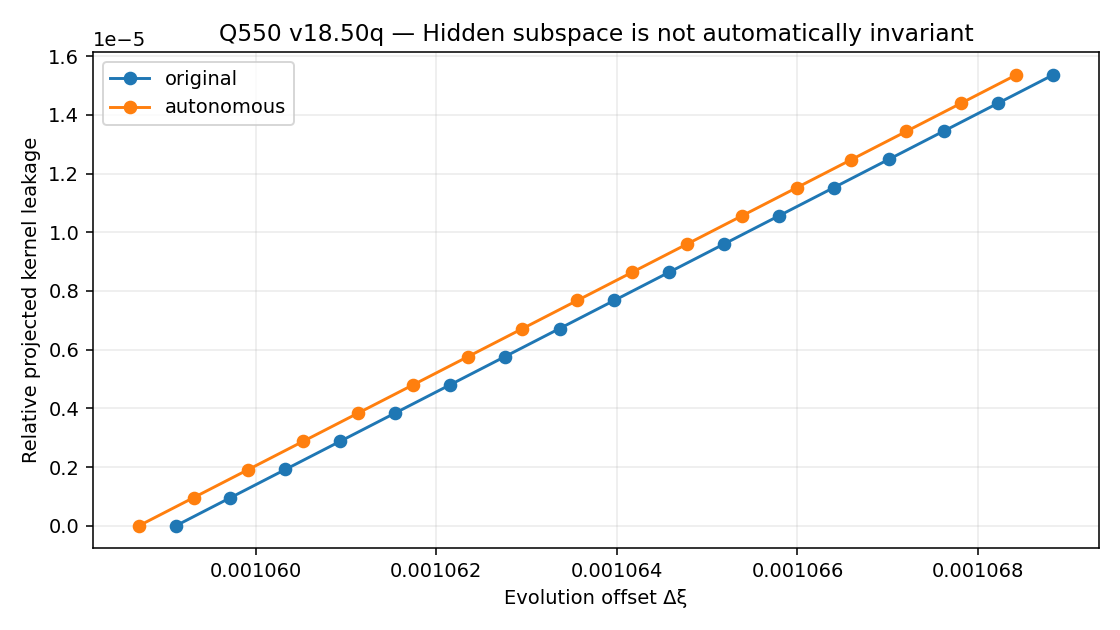 Q550 v18.50q — Hidden subspace is not automatically invariant
1e−5
original
autonomous
1.6
1.4
1.2
1.0
0.8
0.6
0.4
0.2
0.0
Relative projected kernel leakage
0.001060 0.001062 0.001064 0.001066 0.001068
Evolution offset Δξ